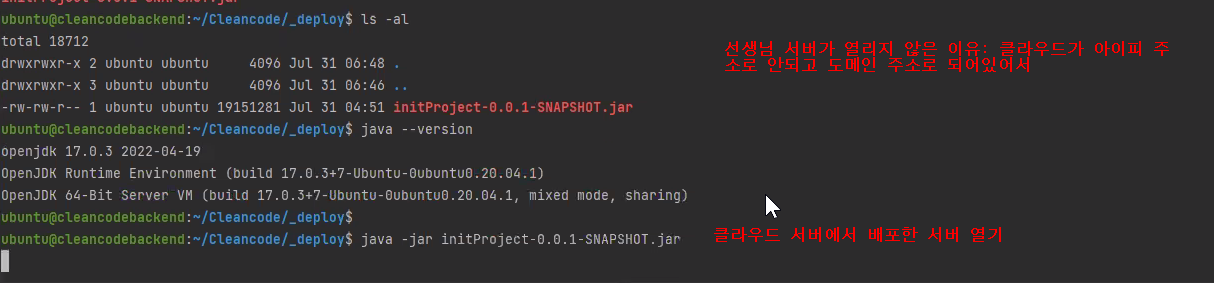 initProject-0.0.1-SNAPSHOT.jar
ubuntu@cleancodebackend:~/Cleancode/_deploy$ ls -al
total 18712
선생님 서버가 열리지 않은 이유: 클라우드가 아이피 주
소로 안되고 도메인 주소로 되어있어서
drwxrwxr-x 2 ubuntu ubuntu     4096 Jul 31 06:48 .
drwxrwxr-x 3 ubuntu ubuntu     4096 Jul 31 06:46 ..
-rw-rw-r-- 1 ubuntu ubuntu 19151281 Jul 31 04:51 initProject-0.0.1-SNAPSHOT.jar
ubuntu@cleancodebackend:~/Cleancode/_deploy$ java --version
openjdk 17.0.3 2022-04-19
OpenJDK Runtime Environment (build 17.0.3+7-Ubuntu-0ubuntu0.20.04.1)
OpenJDK 64-Bit Server VM (build 17.0.3+7-Ubuntu-0ubuntu0.20.04.1, mixed mode, sharing)
ubuntu@cleancodebackend:~/Cleancode/_deploy$
ubuntu@cleancodebackend:~/Cleancode/_deploy$ java -jar initProject-0.0.1-SNAPSHOT.jar
클라우드 서버에서 배포한 서버 열기